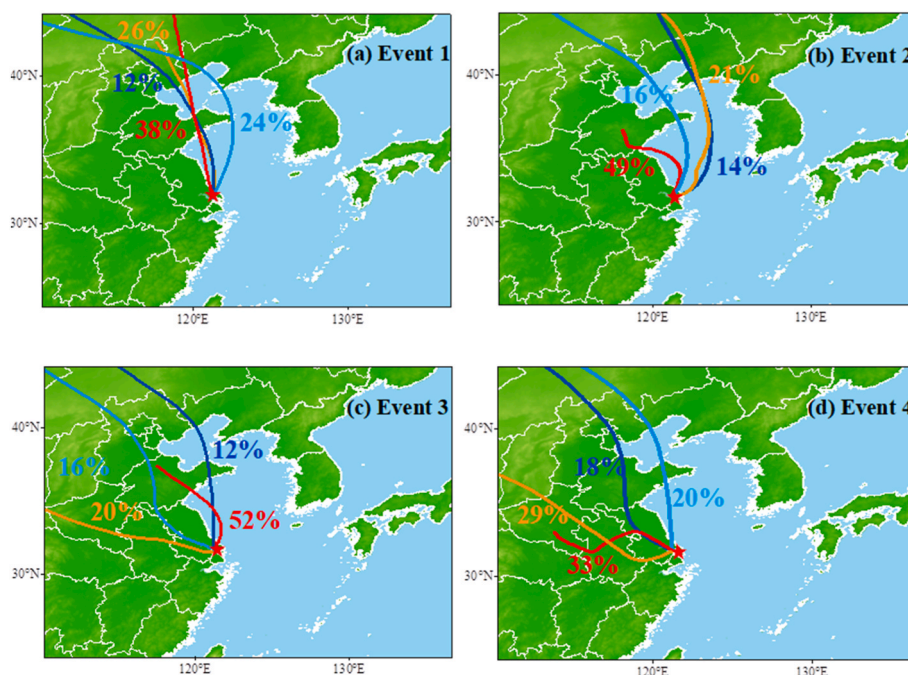 26%
(a) Event 1
40°N
12%
38%
24%
30°N
120°E
130°E
(b) Event 2
40°N
16%
21%
49%
14%
30°N
120°E
130°E
(c) Event 3
40°N
16%
12%
20%
52%
30°N
120°E
130°E
(d) Event 4
40°N
18%
20%
29%
33%
30°N
120°E
130°E